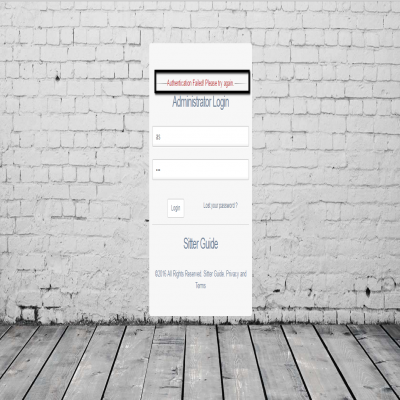 ---- Authentication Failed! Please try again. ----
Administrator Login
Login
Lost your password?
Sitter Guide
©2016 All Rights Reserved. Sitter Guide. Privacy and
Terms